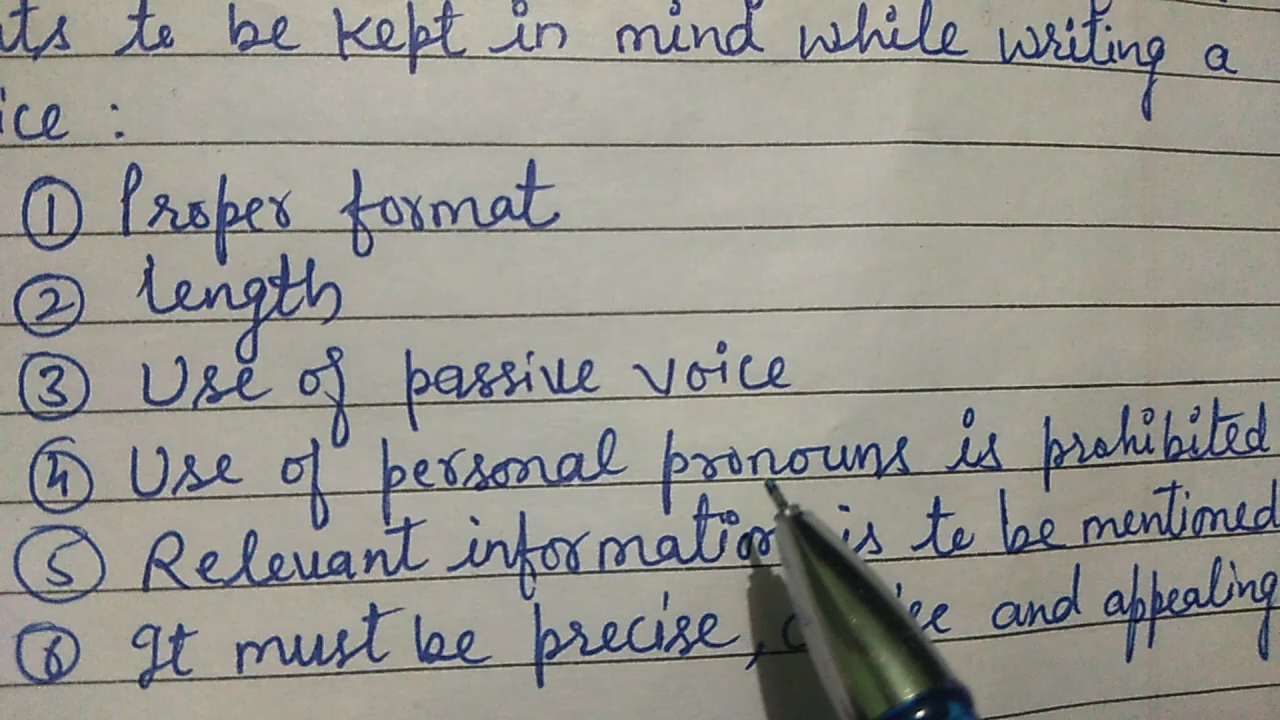 ts to be kept in mind while writing a
ice :
① Proper format
② Length
③ Use of passive voice
④ Use of personal pronouns is prohibited
⑤ Relevant information is to be mentioned
⑥ It must be precise, and appealing